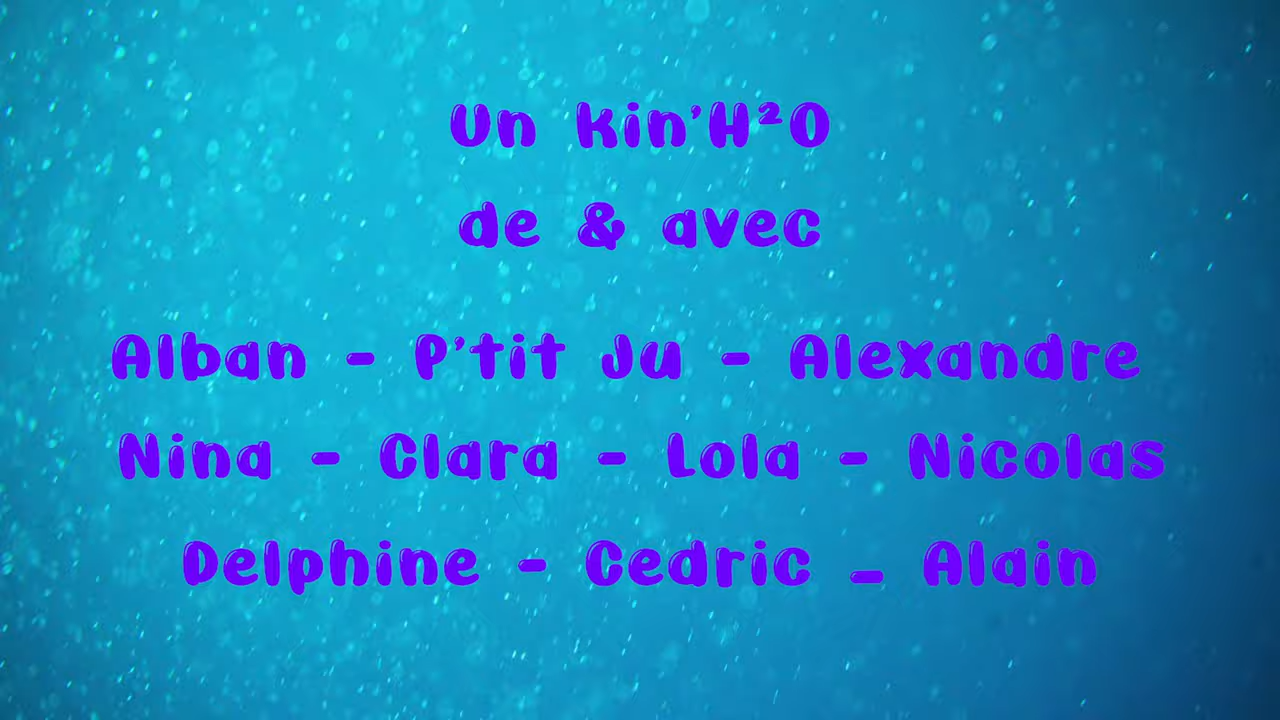 Un Kin'H²O
de & avec
Alban - P'tit Ju - Alexandre
Nina - Clara - Lola - Nicolas
Delphine - Cedric _ Alain